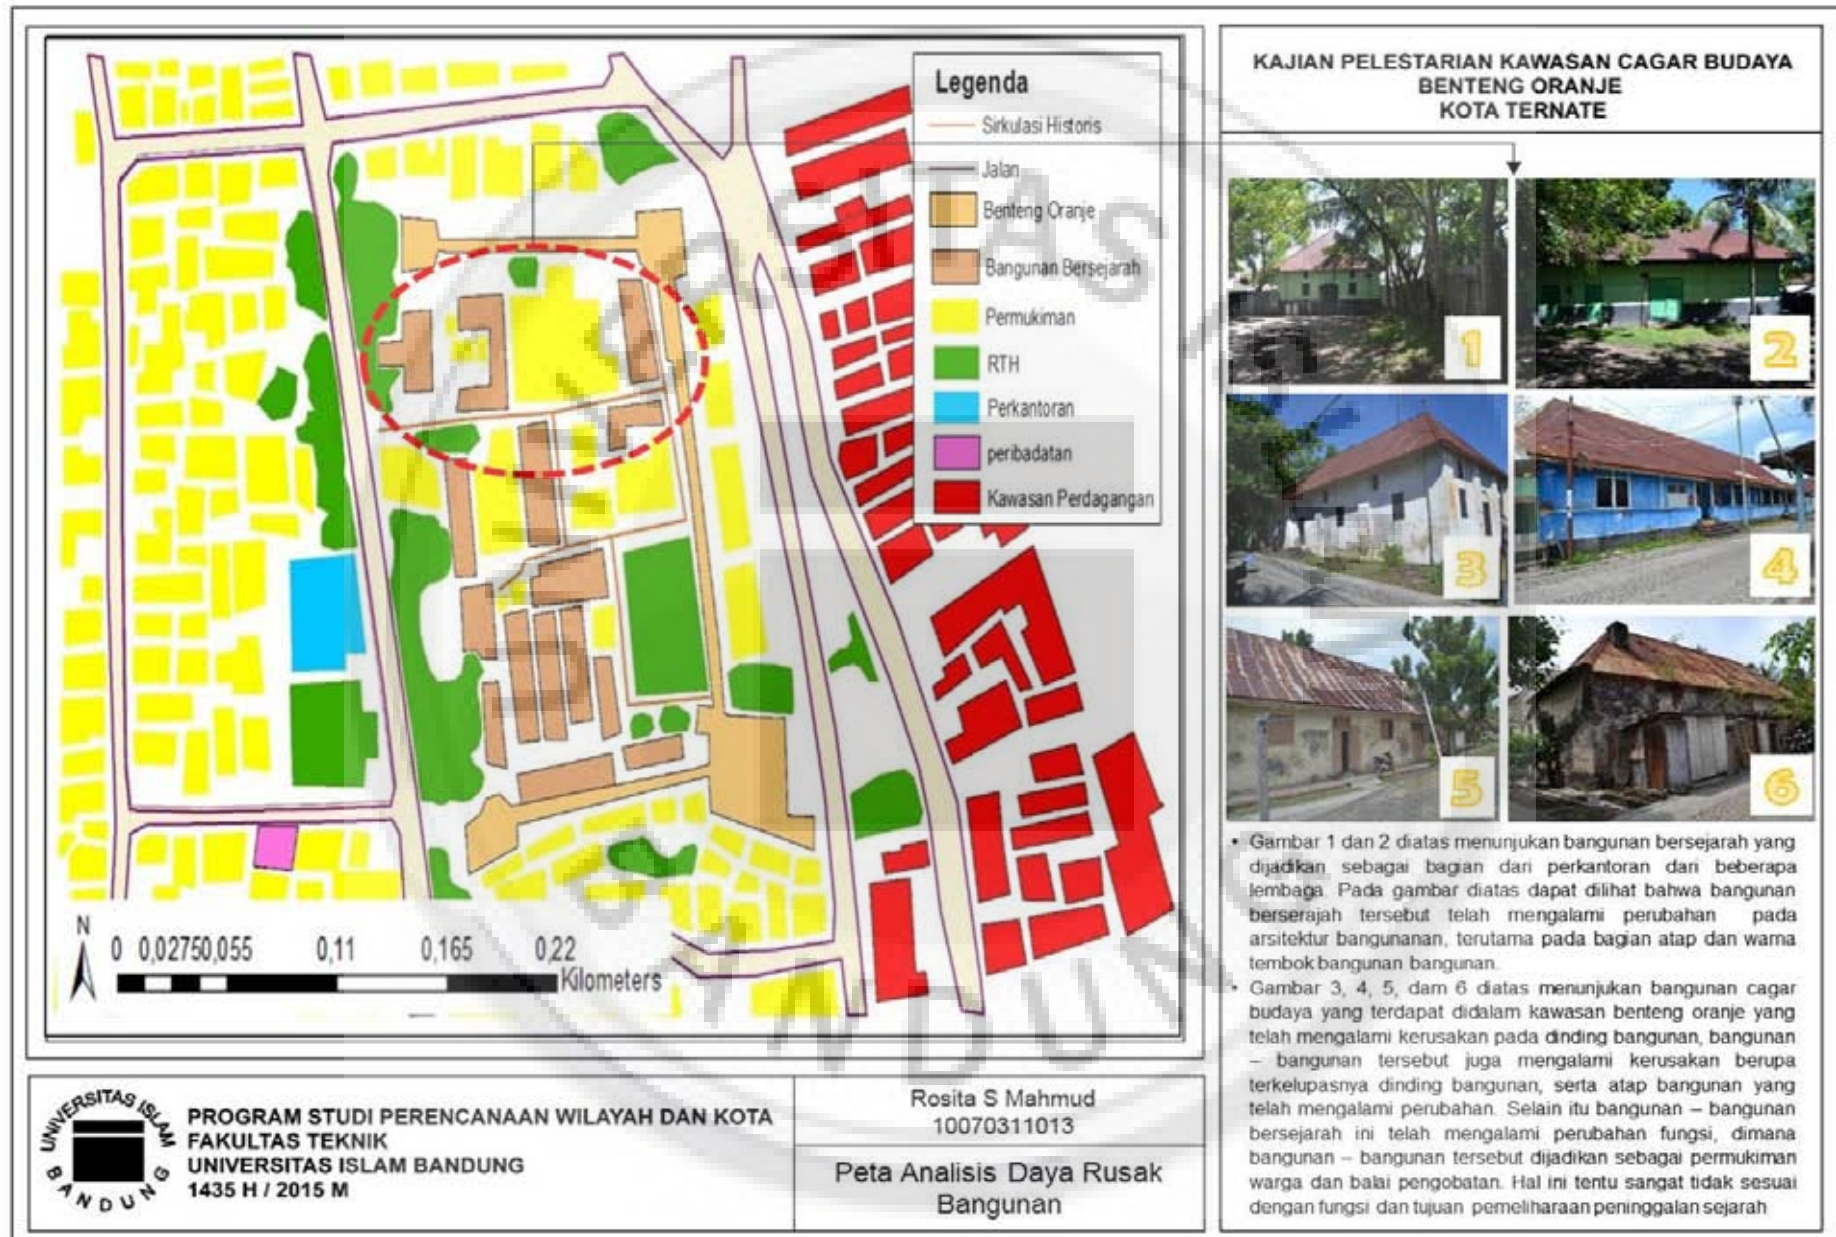 Legenda
Sirkulasi Historis
Jalan
Benteng Oranje
Bangunan Bersejarah
Permukiman
RTH
Perkantoran
peribadatan
Kawasan Perdagangan
N
0 0,02750,055 0,11 0,165 0,22
Kilometers
KAJIAN PELESTARIAN KAWASAN CAGAR BUDAYA
BENTENG ORANJE
KOTA TERNATE
1
2
3
4
5
6
• Gambar 1 dan 2 diatas menunjukan bangunan bersejarah yang
dijadikan sebagai bagian dari perkantoran dari beberapa
lembaga. Pada gambar diatas dapat dilihat bahwa bangunan
berserajah tersebut telah mengalami perubahan pada
arsitektur bangunanan, terutama pada bagian atap dan warna
tembok bangunan bangunan.
• Gambar 3, 4, 5, dam 6 diatas menunjukan bangunan cagar
budaya yang terdapat didalam kawasan benteng oranje yang
telah mengalami kerusakan pada dinding bangunan, bangunan
– bangunan tersebut juga mengalami kerusakan berupa
terkelupasnya dinding bangunan, serta atap bangunan yang
telah mengalami perubahan. Selain itu bangunan – bangunan
bersejarah ini telah mengalami perubahan fungsi, dimana
bangunan – bangunan tersebut dijadikan sebagai permukiman
warga dan balai pengobatan. Hal ini tentu sangat tidak sesuai
dengan fungsi dan tujuan pemeliharaan peninggalan sejarah
UNIVERSITAS ISLAM
BANDUNG
PROGRAM STUDI PERENCANAAN WILAYAH DAN KOTA
FAKULTAS TEKNIK
UNIVERSITAS ISLAM BANDUNG
1435 H / 2015 M
Rosita S Mahmud
10070311013
Peta Analisis Daya Rusak
Bangunan